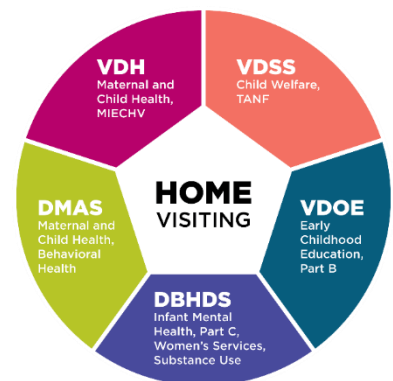 VDH
Maternal and
Child Health,
MIECHV
VDSS
Child Welfare,
TANF
VDOE
Early
Childhood
Education,
Part B
DBHDS
Infant Mental
Health, Part C,
Women's Services,
Substance Use
DMAS
Maternal and
Child Health,
Behavioral
Health
HOME
VISITING